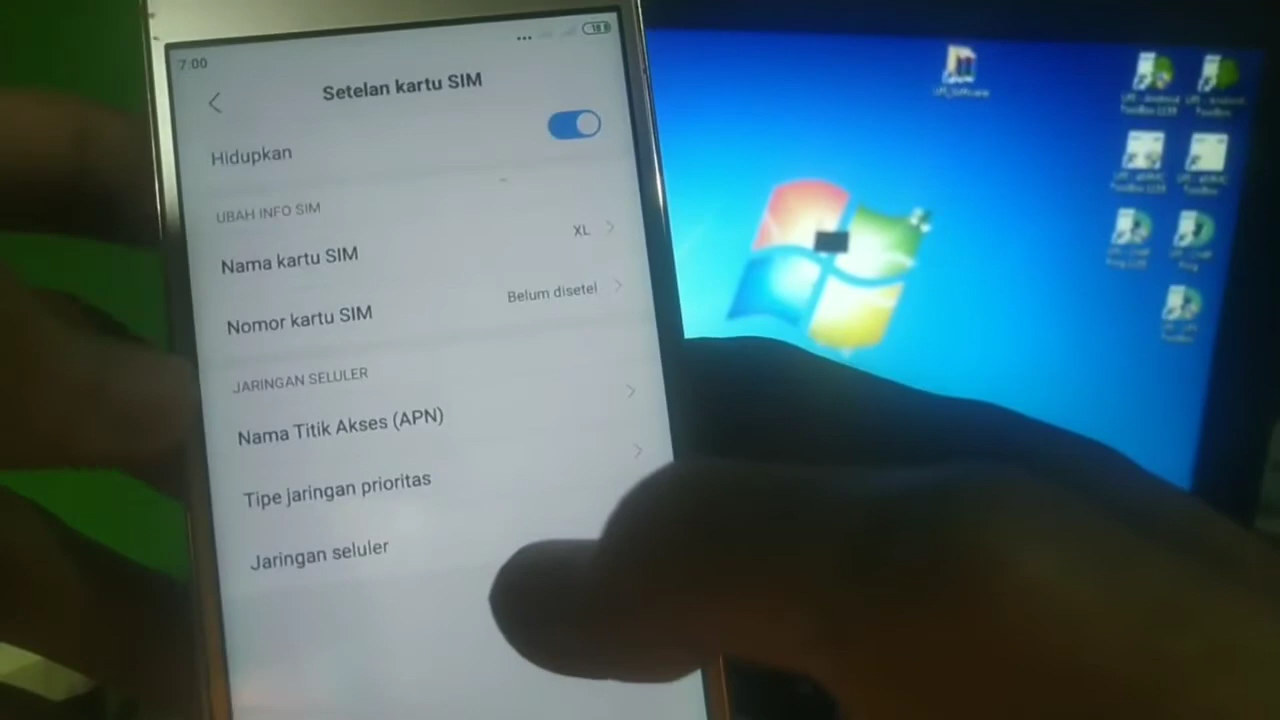 7:00
18
Setelan kartu SIM
Hidupkan
UBAH INFO SIM
Nama kartu SIM
XL
Nomor kartu SIM
Belum disetel
JARINGAN SELULER
Nama Titik Akses (APN)
Tipe jaringan prioritas
Jaringan seluler